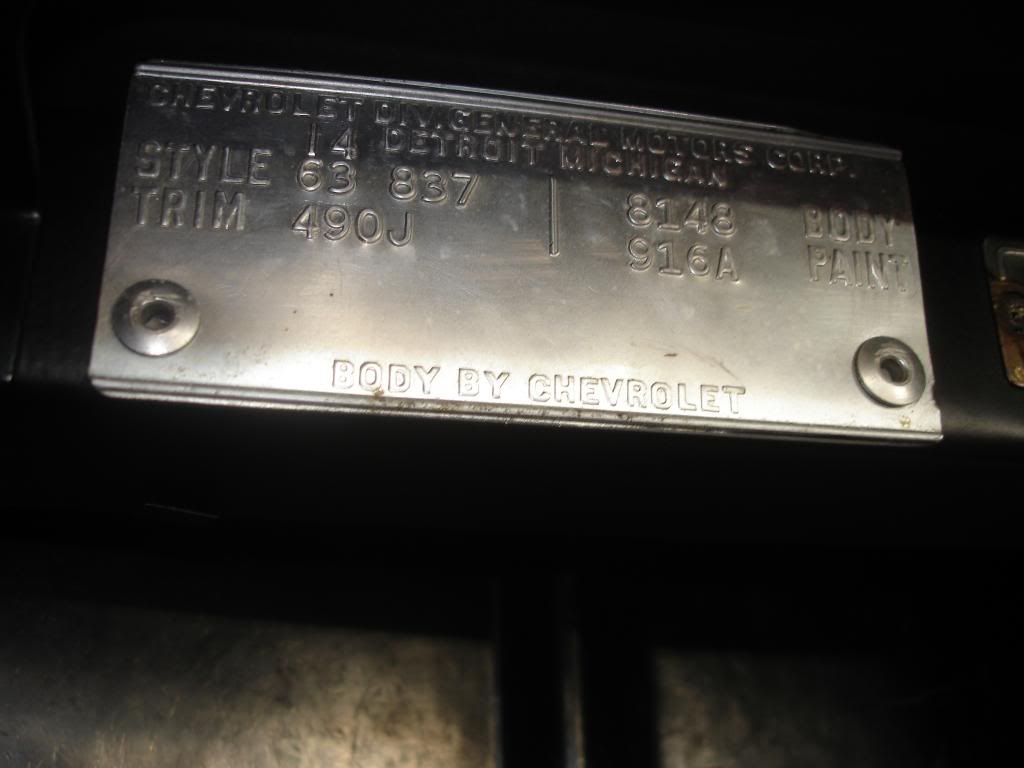 CHEVROLET DIV. GENERAL MOTORS CORP.
14 DETROIT MICHIGAN
STYLE 63 837 | 8148 BODY
TRIM 490J 916A PAINT
BODY BY CHEVROLET